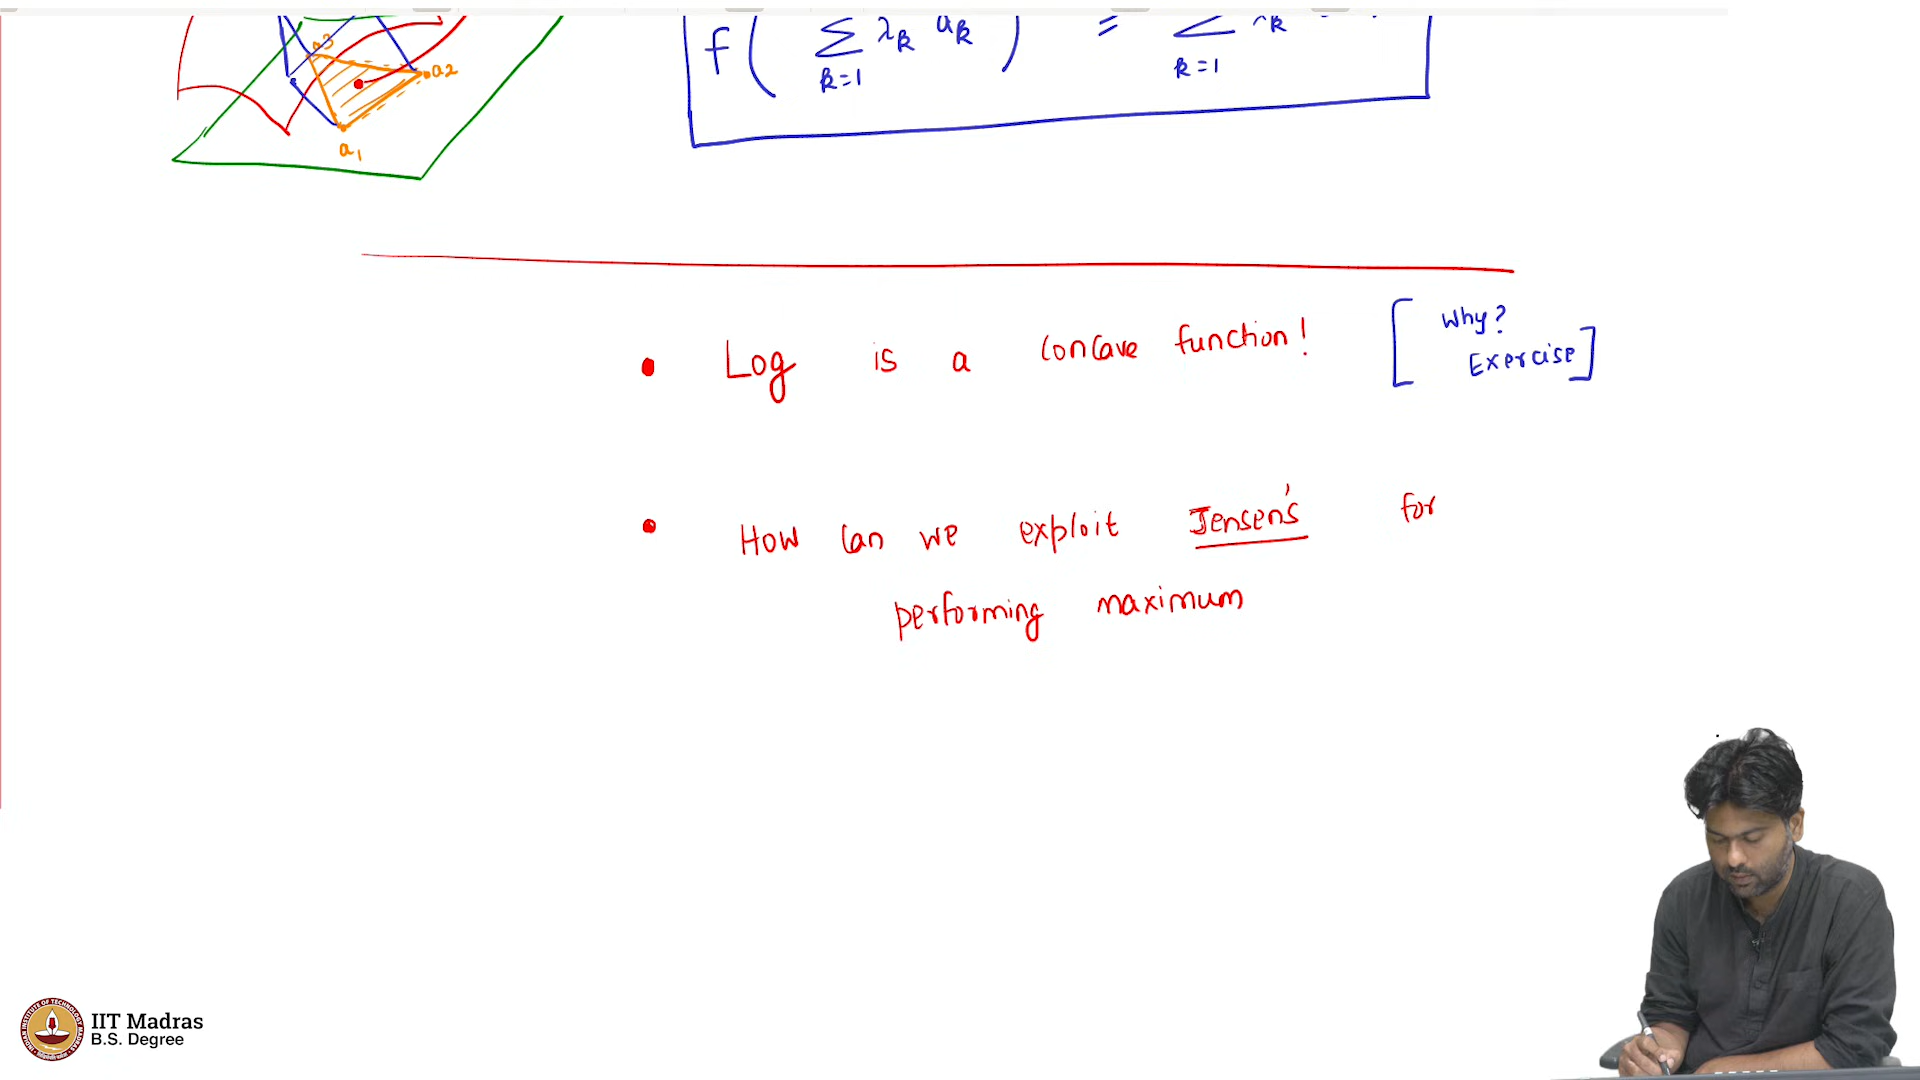 a3
a2
a1
f( Σ λk ak ) = Σ λk
k=1 k=1
• Log is a concave function! [ Why?
Exercise ]
• How can we exploit Jensen's for
performing maximum
IIT Madras
B.S. Degree